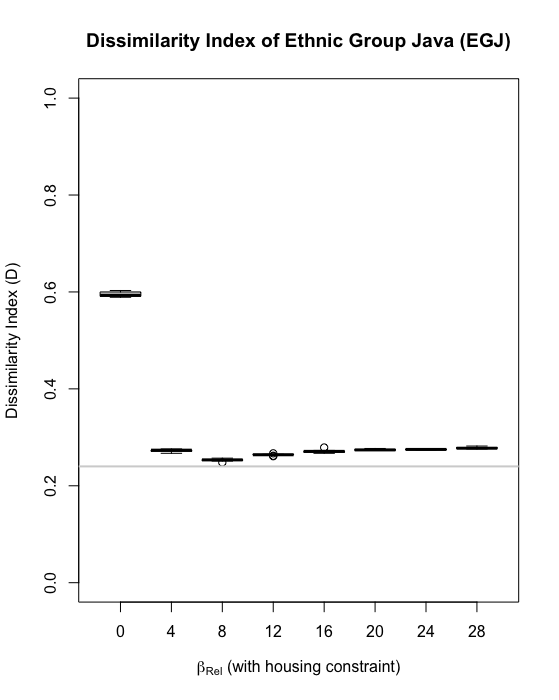 Dissimilarity Index of Ethnic Group Java (EGJ)
Dissimilarity Index (D)
1.0
0.8
0.6
0.4
0.2
0.0
0 4 8 12 16 20 24 28
βRel (with housing constraint)